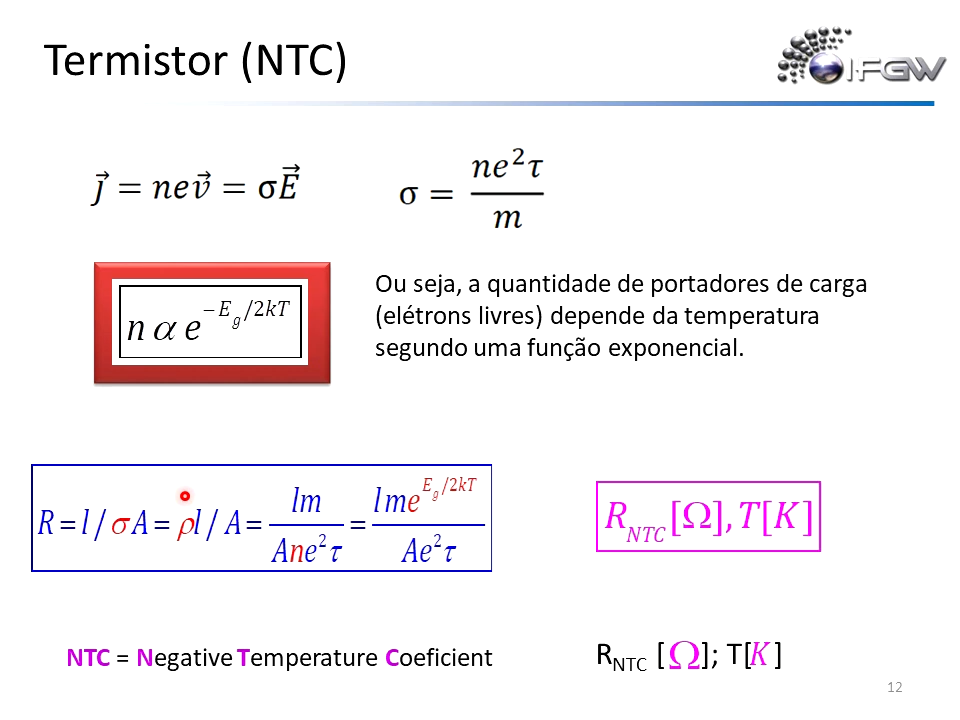 Termistor (NTC)
IFGW
j⃗ = nev⃗ = σE⃗
σ = ne²τ / m
n α e^(−E_g/2kT)
Ou seja, a quantidade de portadores de carga
(elétrons livres) depende da temperatura
segundo uma função exponencial.
R = l / σA = ρl / A = lm / Ane²τ = lme^(E_g/2kT) / Ae²τ
R_NTC [Ω], T[K]
NTC = Negative Temperature Coeficient
R_NTC [Ω]; T[K]
12